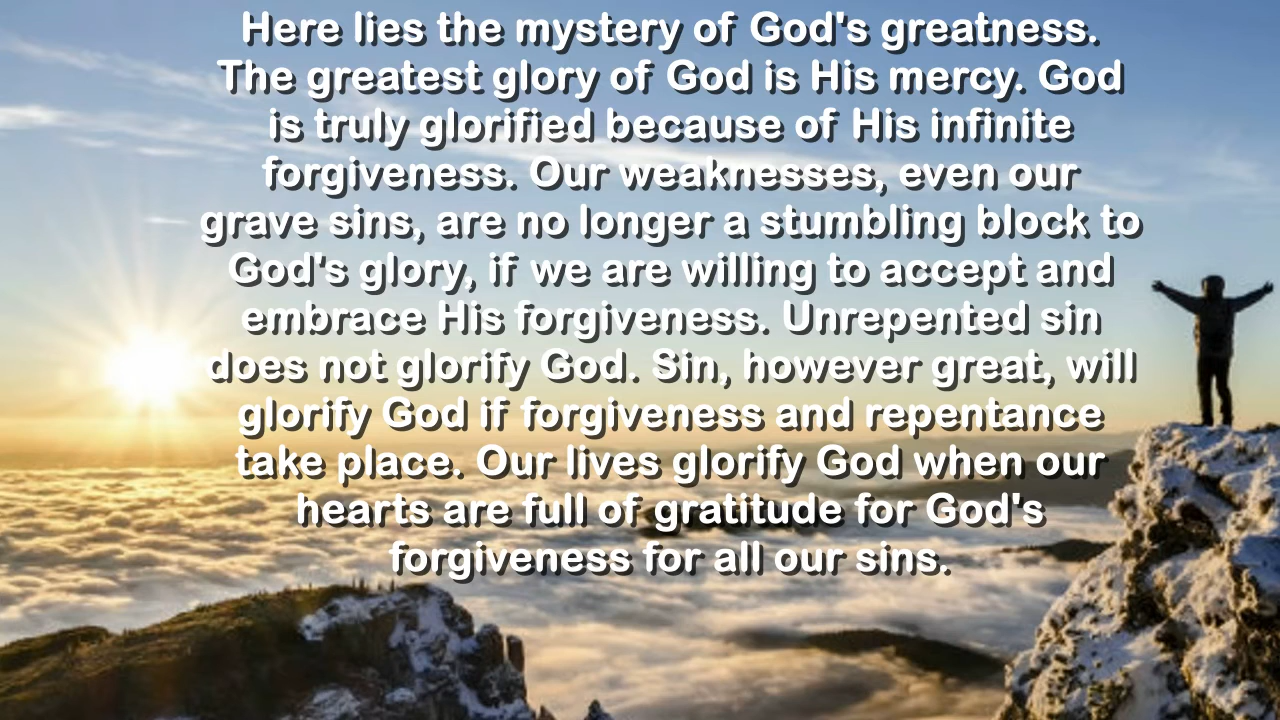 Here lies the mystery of God's greatness.
The greatest glory of God is His mercy. God
is truly glorified because of His infinite
forgiveness. Our weaknesses, even our
grave sins, are no longer a stumbling block to
God's glory, if we are willing to accept and
embrace His forgiveness. Unrepented sin
does not glorify God. Sin, however great, will
glorify God if forgiveness and repentance
take place. Our lives glorify God when our
hearts are full of gratitude for God's
forgiveness for all our sins.